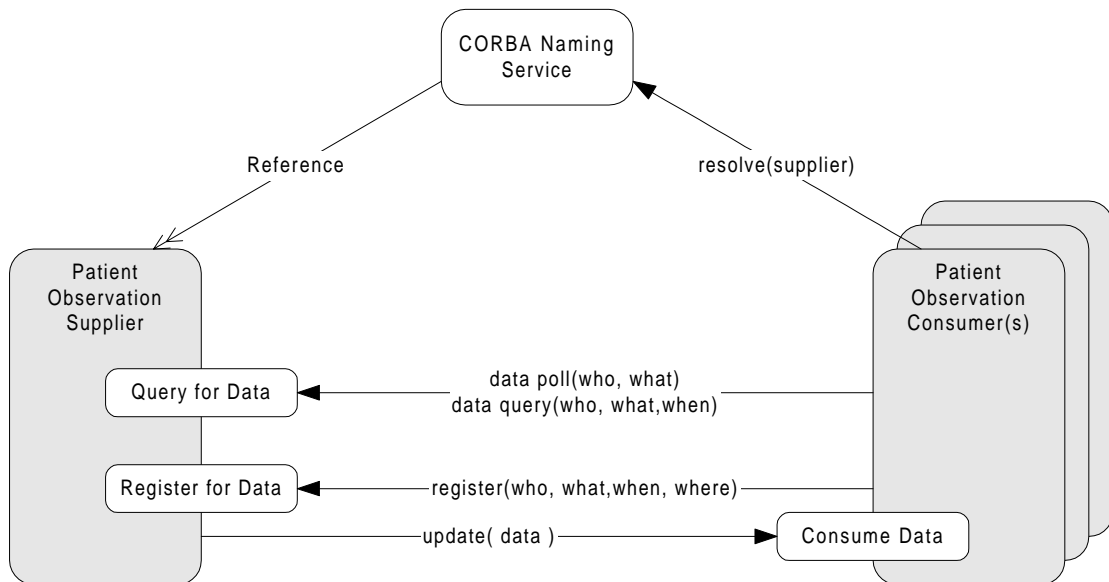 CORBA Naming
Service
Reference
resolve(supplier)
Patient
Observation
Supplier
Patient
Observation
Consumer(s)
Query for Data
data poll(who, what)
data query(who, what,when)
Register for Data
register(who, what,when, where)
update( data )
Consume Data